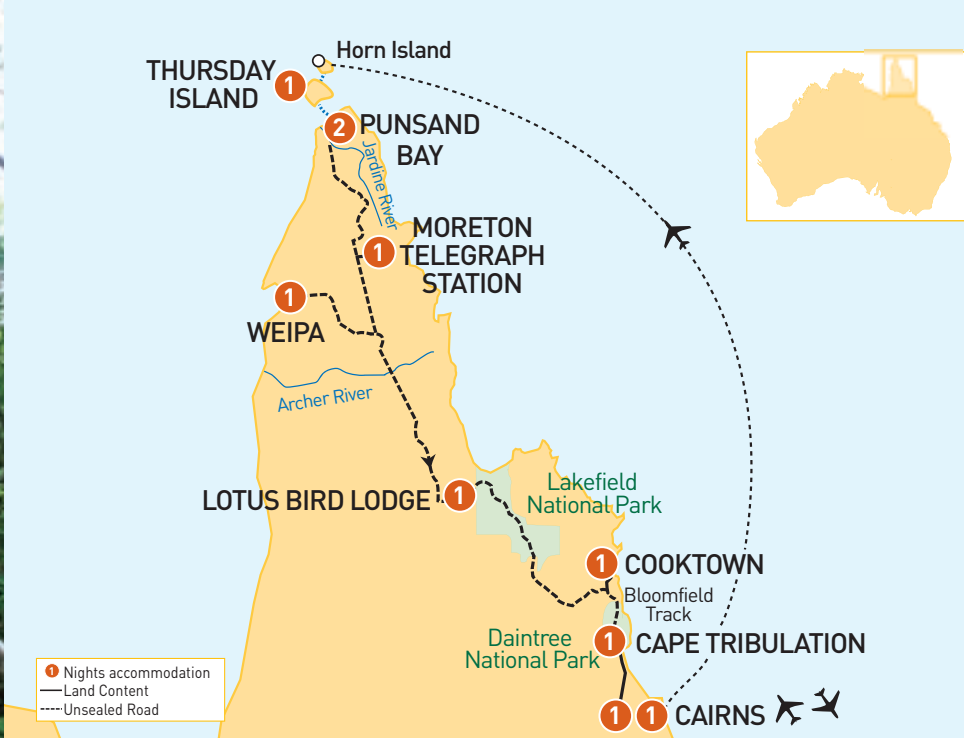 Horn Island
THURSDAY
ISLAND
1
2
PUNSAND
BAY
Jardine River
MORETON
1
TELEGRAPH
STATION
1
WEIPA
Archer River
LOTUS BIRD LODGE
1
Lakefield
National Park
1
COOKTOWN
Bloomfield
Track
Daintree
National Park
1
CAPE TRIBULATION
1
1
CAIRNS
1 Nights accommodation
Land Content
Unsealed Road